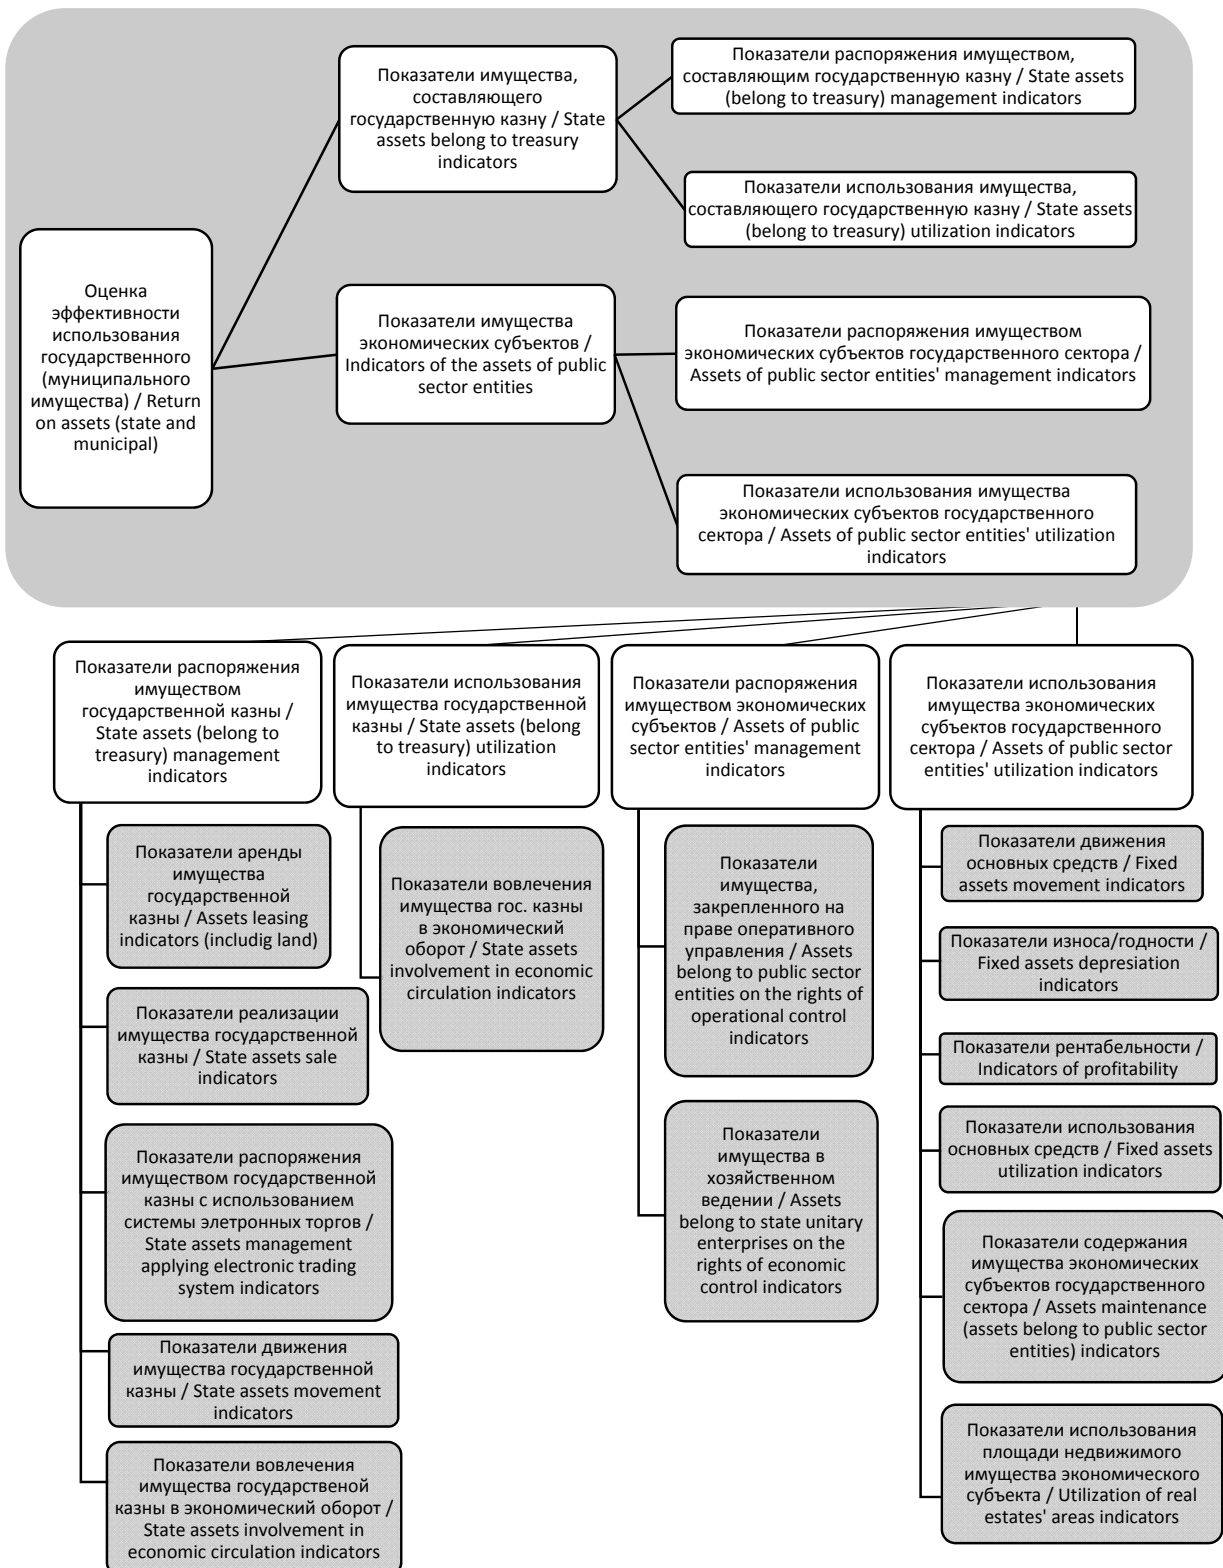 Показатели имущества,
составляющего
государственную казну / State
assets belong to treasury
indicators
Показатели распоряжения имуществом,
составляющим государственную казну / State assets
(belong to treasury) management indicators
Показатели использования имущества,
составляющего государственную казну / State assets
(belong to treasury) utilization indicators
Оценка
эффективности
использования
государственного
(муниципального
имущества) / Return
on assets (state and
municipal)
Показатели имущества
экономических субъектов /
Indicators of the assets of public
sector entities
Показатели распоряжения имуществом
экономических субъектов государственного сектора /
Assets of public sector entities' management indicators
Показатели использования имущества
экономических субъектов государственного
сектора / Assets of public sector entities' utilization
indicators
Показатели распоряжения
имуществом
государственной казны /
State assets (belong to
treasury) management
indicators
Показатели использования
имущества государственной
казны / State assets (belong
to treasury) utilization
indicators
Показатели распоряжения
имуществом экономических
субъектов / Assets of public
sector entities' management
indicators
Показатели использования
имущества экономических
субъектов государственного
сектора / Assets of public sector
entities' utilization indicators
Показатели аренды
имущества
государственной
казны / Assets leasing
indicators (includig land)
Показатели реализации
имущества государственной
казны / State assets sale
indicators
Показатели распоряжения
имуществом государственной
казны с использованием
системы элетронных торгов /
State assets management
applying electronic trading
system indicators
Показатели движения
имущества государственной
казны / State assets movement
indicators
Показатели вовлечения
имущества государственой
казны в экономический оборот /
State assets involvement in
economic circulation indicators
Показатели вовлечения
имущества гос. казны
в экономический
оборот / State assets
involvement in economic
circulation indicators
Показатели
имущества,
закрепленного на
праве оперативного
управления / Assets
belong to public sector
entities on the rights of
operational control
indicators
Показатели
имущества в
хозяйственном
ведении / Assets
belong to state unitary
enterprises on the
rights of economic
control indicators
Показатели движения
основных средств / Fixed
assets movement indicators
Показатели износа/годности /
Fixed assets depresiation
indicators
Показатели рентабельности /
Indicators of profitability
Показатели использования
основных средств / Fixed assets
utilization indicators
Показатели содержания
имущества экономических
субъектов государственного
сектора / Assets maintenance
(assets belong to public sector
entities) indicators
Показатели использования
площади недвижимого
имущества экономического
субъекта / Utilization of real
estates' areas indicators